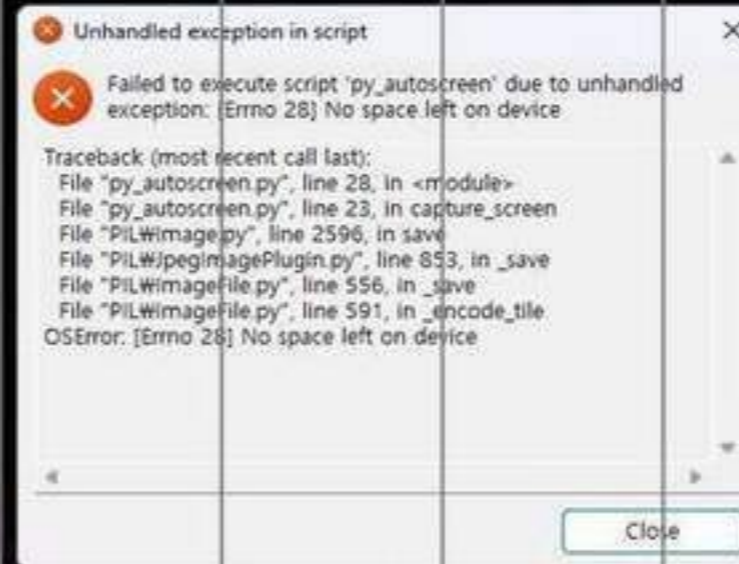 Unhandled exception in script
Failed to execute script 'py_autoscreen' due to unhandled
exception: [Errno 28] No space left on device
Traceback (most recent call last):
File "py_autoscreen.py", line 28, in <module>
File "py_autoscreen.py", line 23, in capture_screen
File "PIL₩Image.py", line 2596, in save
File "PIL₩JpegImagePlugin.py", line 853, in _save
File "PIL₩ImageFile.py", line 556, in _save
File "PIL₩ImageFile.py", line 591, in _encode_tile
OSError: [Errno 28] No space left on device
Close